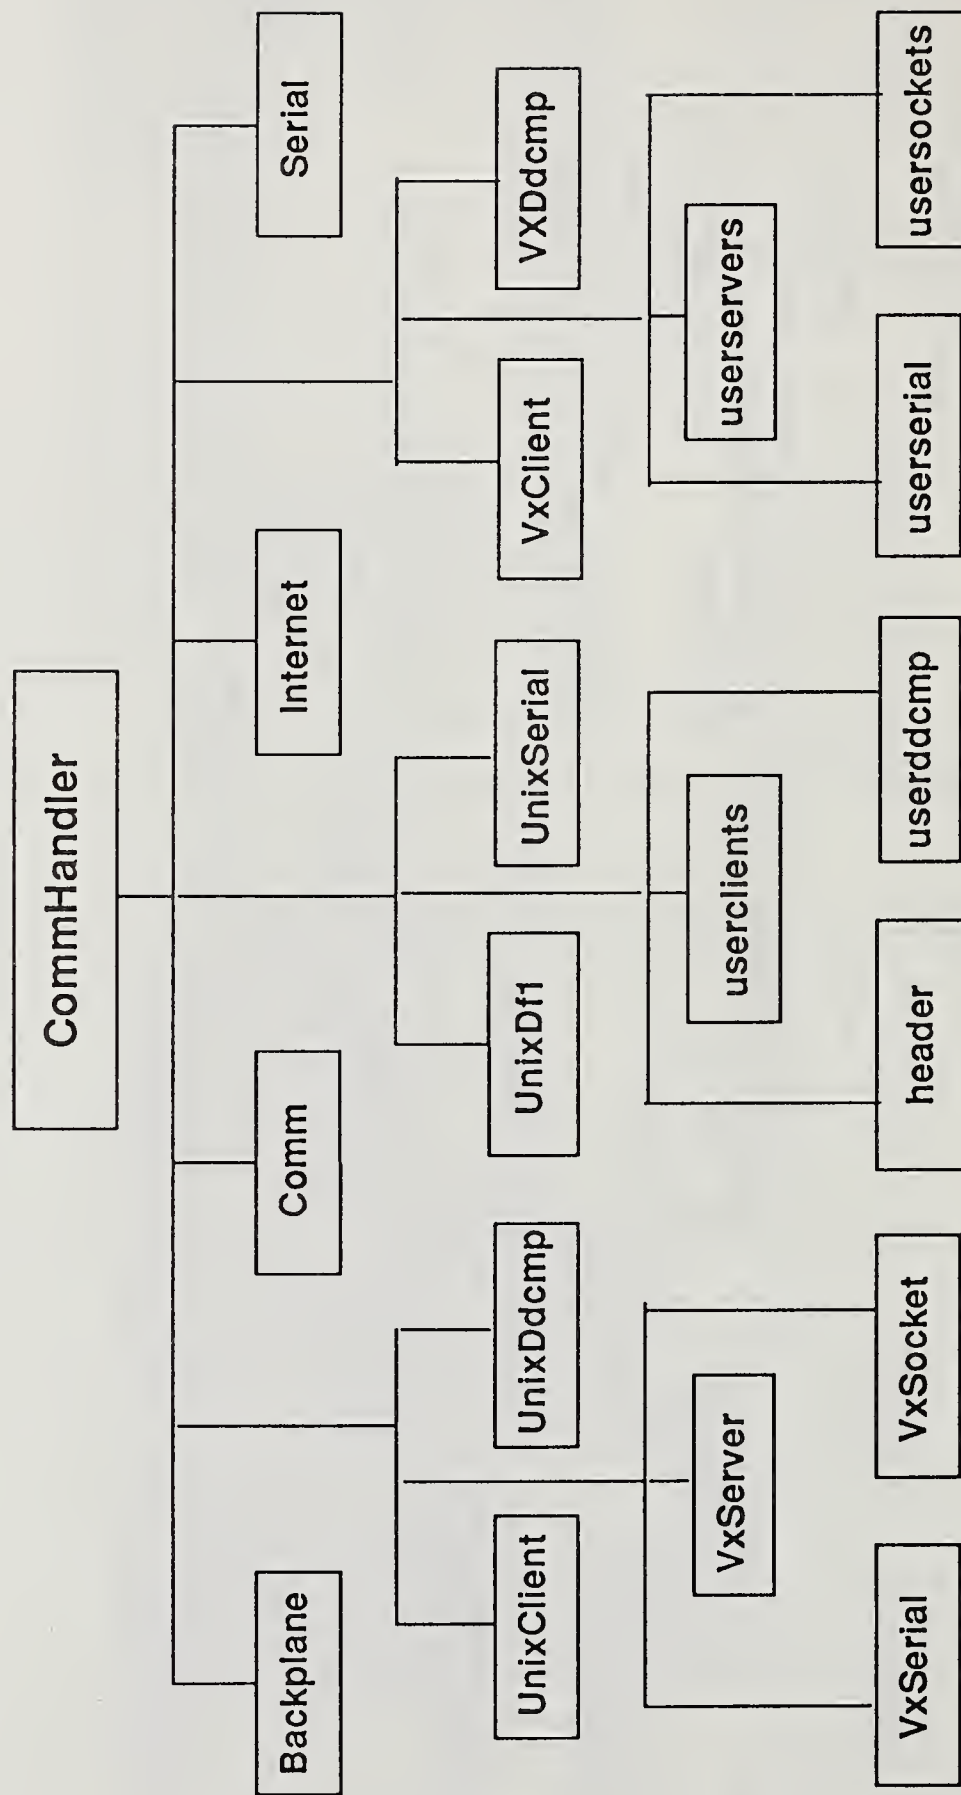 CommHandler
Backplane
Comm
Internet
Serial
UnixClient
UnixDdcmp
UnixDf1
UnixSerial
VxClient
VXDdcmp
VxServer
userclients
userservers
VxSerial
VxSocket
header
userddcmp
userserial
usersockets